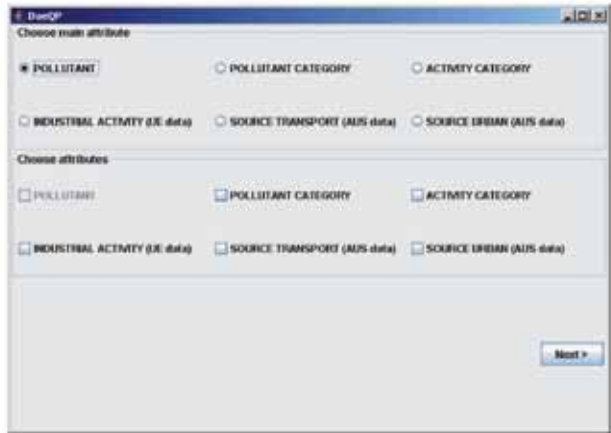 DaeQP
Choose main attribute
POLLUTANT POLLUTANT CATEGORY ACTIVITY CATEGORY
INDUSTRIAL ACTIVITY (UE data) SOURCE TRANSPORT (AUS data) SOURCE URBAN (AUS data)
Choose attributes
POLLUTANT POLLUTANT CATEGORY ACTIVITY CATEGORY
INDUSTRIAL ACTIVITY (UE data) SOURCE TRANSPORT (AUS data) SOURCE URBAN (AUS data)
Next >